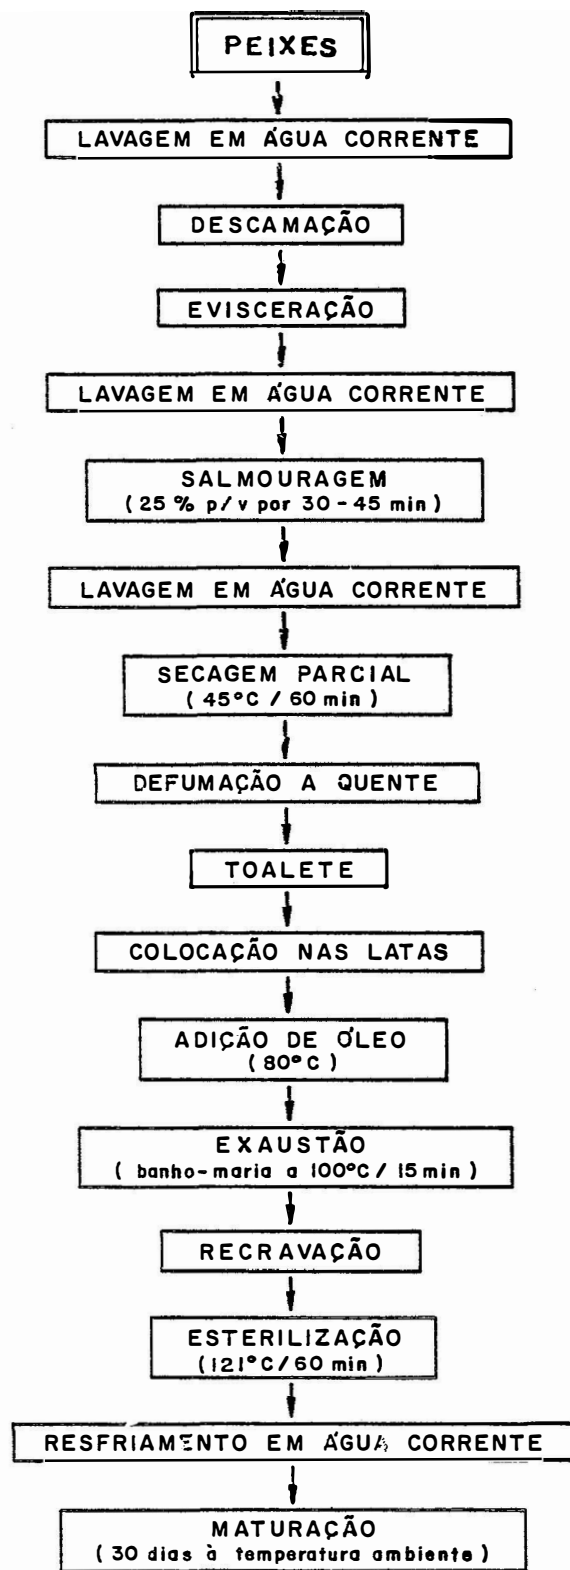 PEIXES
LAVAGEM EM ÁGUA CORRENTE
DESCAMAÇÃO
EVISCERAÇÃO
LAVAGEM EM ÁGUA CORRENTE
SALMOURAGEM
(25 % p/v por 30-45 min)
LAVAGEM EM ÁGUA CORRENTE
SECAGEM PARCIAL
(45°C / 60 min)
DEFUMAÇÃO A QUENTE
TOALETE
COLOCAÇÃO NAS LATAS
ADIÇÃO DE ÓLEO
(80°C)
EXAUSTÃO
(banho-maria a 100°C/ 15 min)
RECRAVAÇÃO
ESTERILIZAÇÃO
(121°C/60 min)
RESFRIAMENTO EM ÁGUA CORRENTE
MATURAÇÃO
(30 dias à temperatura ambiente)